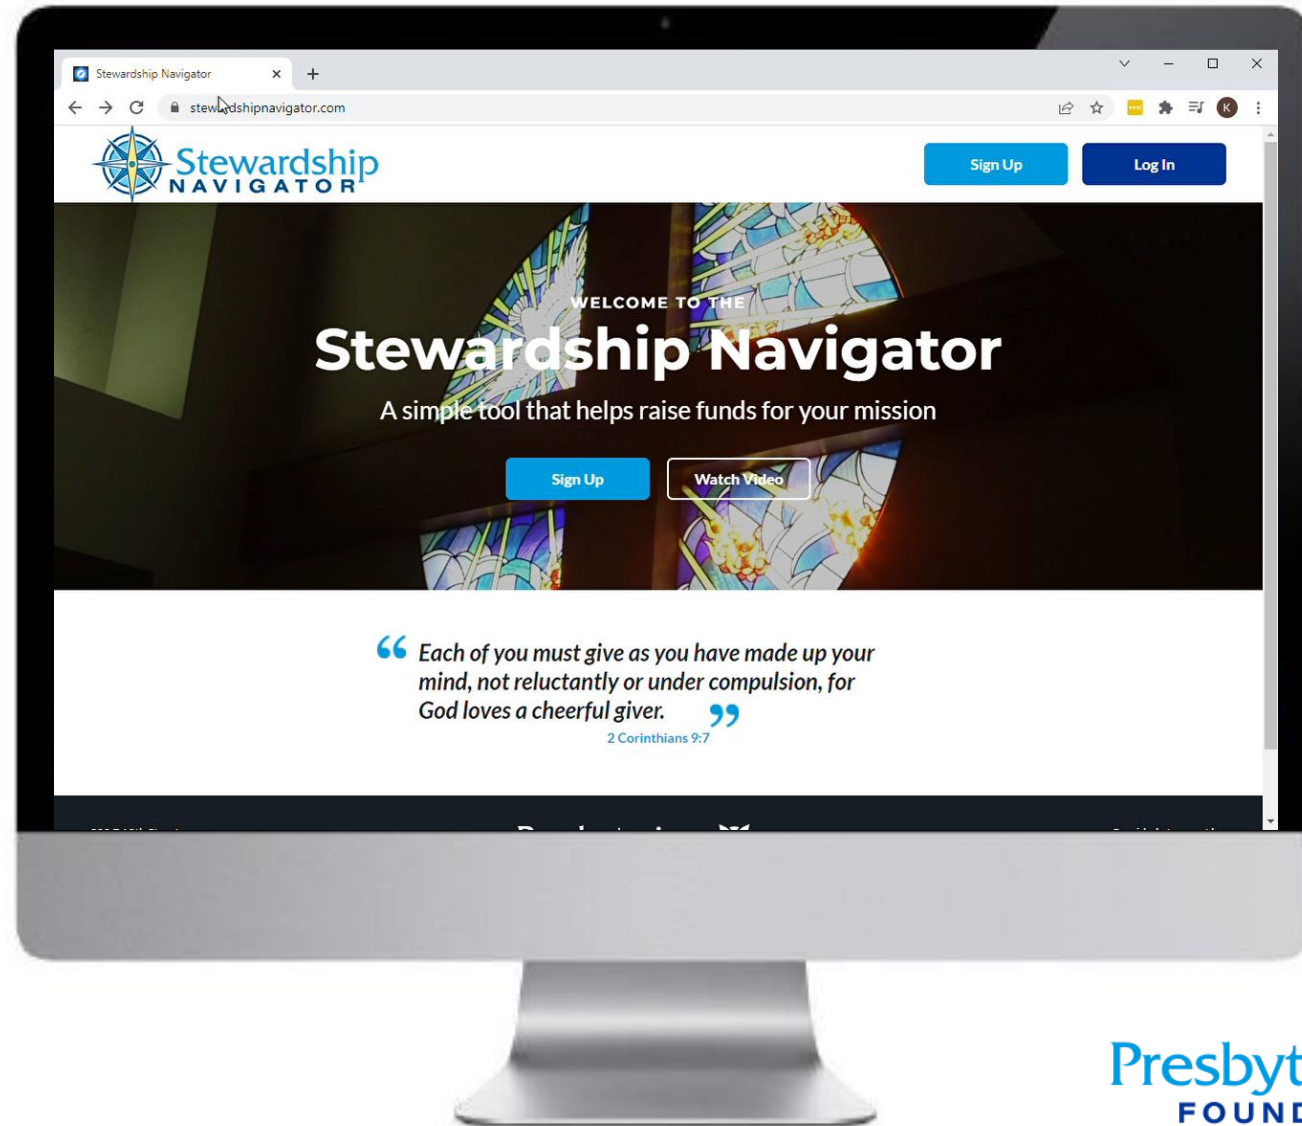 Stewardship Navigator
stewardshipnavigator.com
K
Stewardship
NAVIGATOR
Sign Up
Log In
WELCOME TO THE
Stewardship Navigator
A simple tool that helps raise funds for your mission
Sign Up
Watch Video
“ Each of you must give as you have made up your
mind, not reluctantly or under compulsion, for
God loves a cheerful giver. ”
2 Corinthians 9:7
Presbyt
FOUND